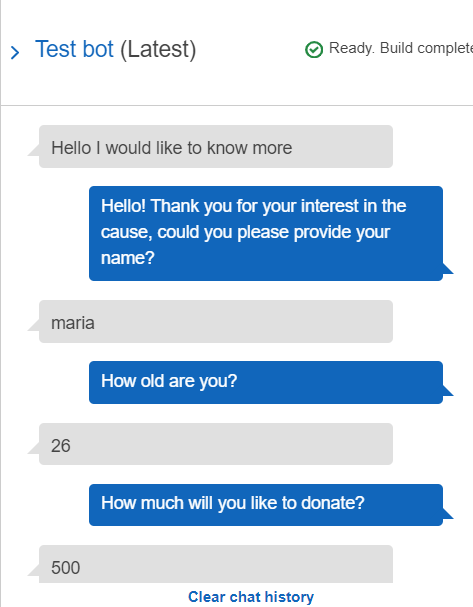 Test bot (Latest)
Ready. Build complete
Hello I would like to know more
Hello! Thank you for your interest in the
cause, could you please provide your
name?
maria
How old are you?
26
How much will you like to donate?
500
Clear chat history